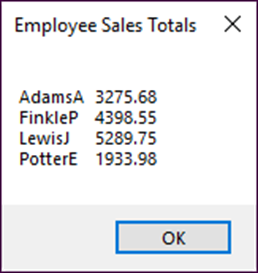 Employee Sales Totals
AdamsA 3275.68
FinkleP 4398.55
LewisJ 5289.75
PotterE 1933.98
OK